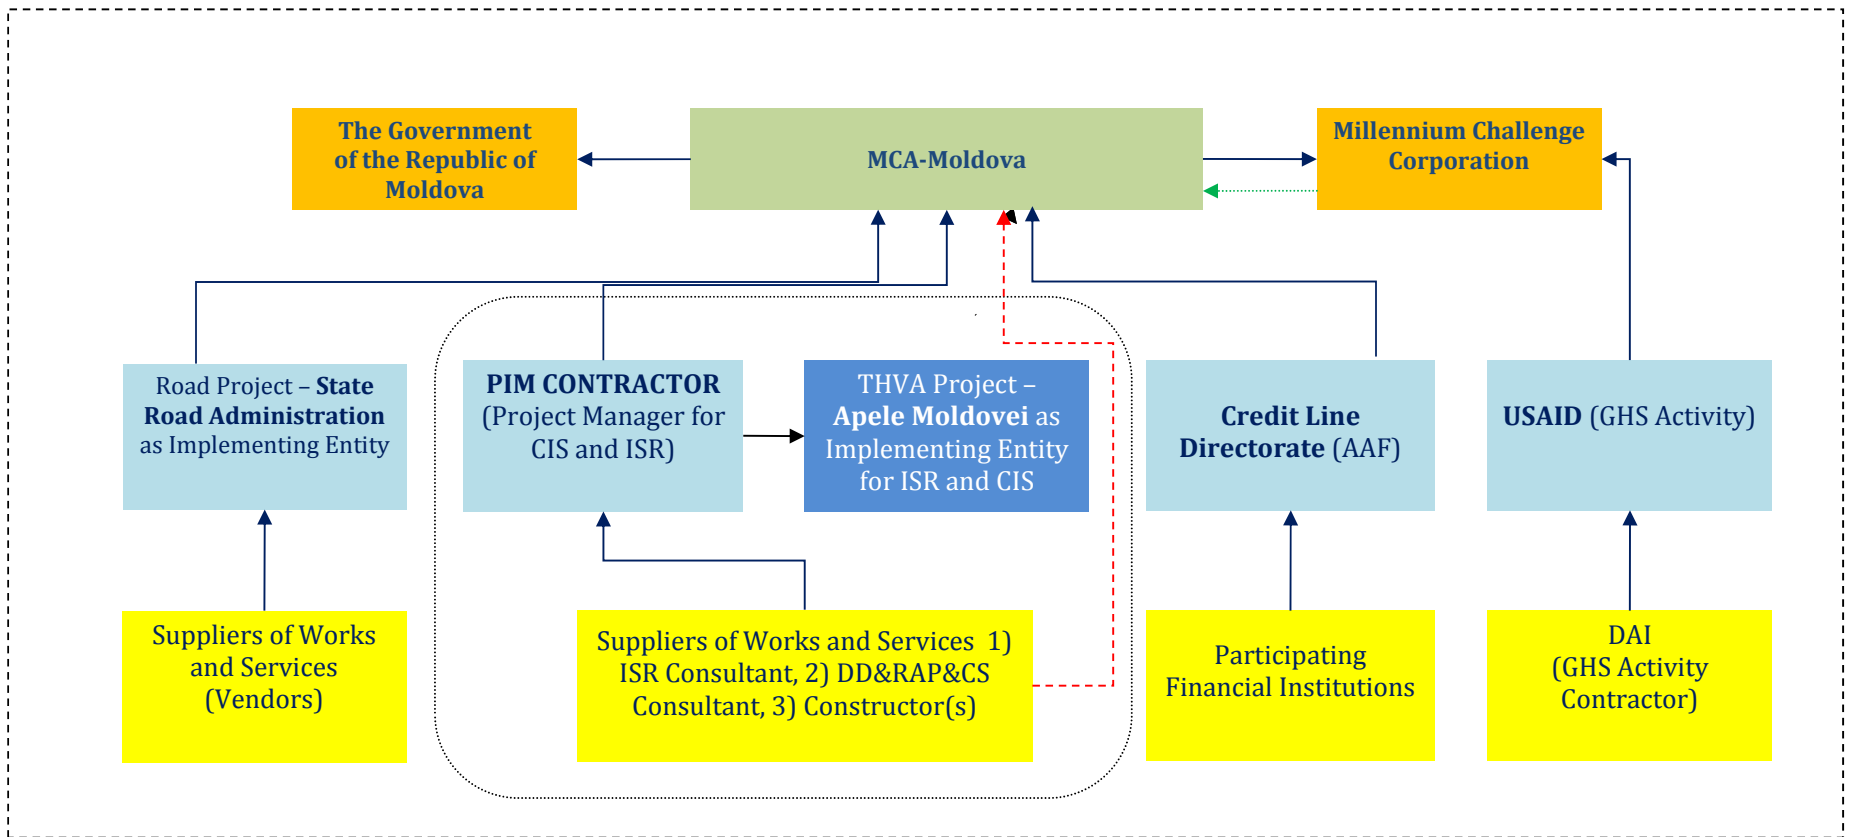 The Government
of the Republic of
Moldova
MCA-Moldova
Millennium Challenge
Corporation
Road Project – State
Road Administration
as Implementing Entity
PIM CONTRACTOR
(Project Manager for
CIS and ISR)
THVA Project –
Apele Moldovei as
Implementing Entity
for ISR and CIS
Credit Line
Directorate (AAF)
USAID (GHS Activity)
Suppliers of Works
and Services
(Vendors)
Suppliers of Works and Services 1)
ISR Consultant, 2) DD&RAP&CS
Consultant, 3) Constructor(s)
Participating
Financial Institutions
DAI
(GHS Activity
Contractor)